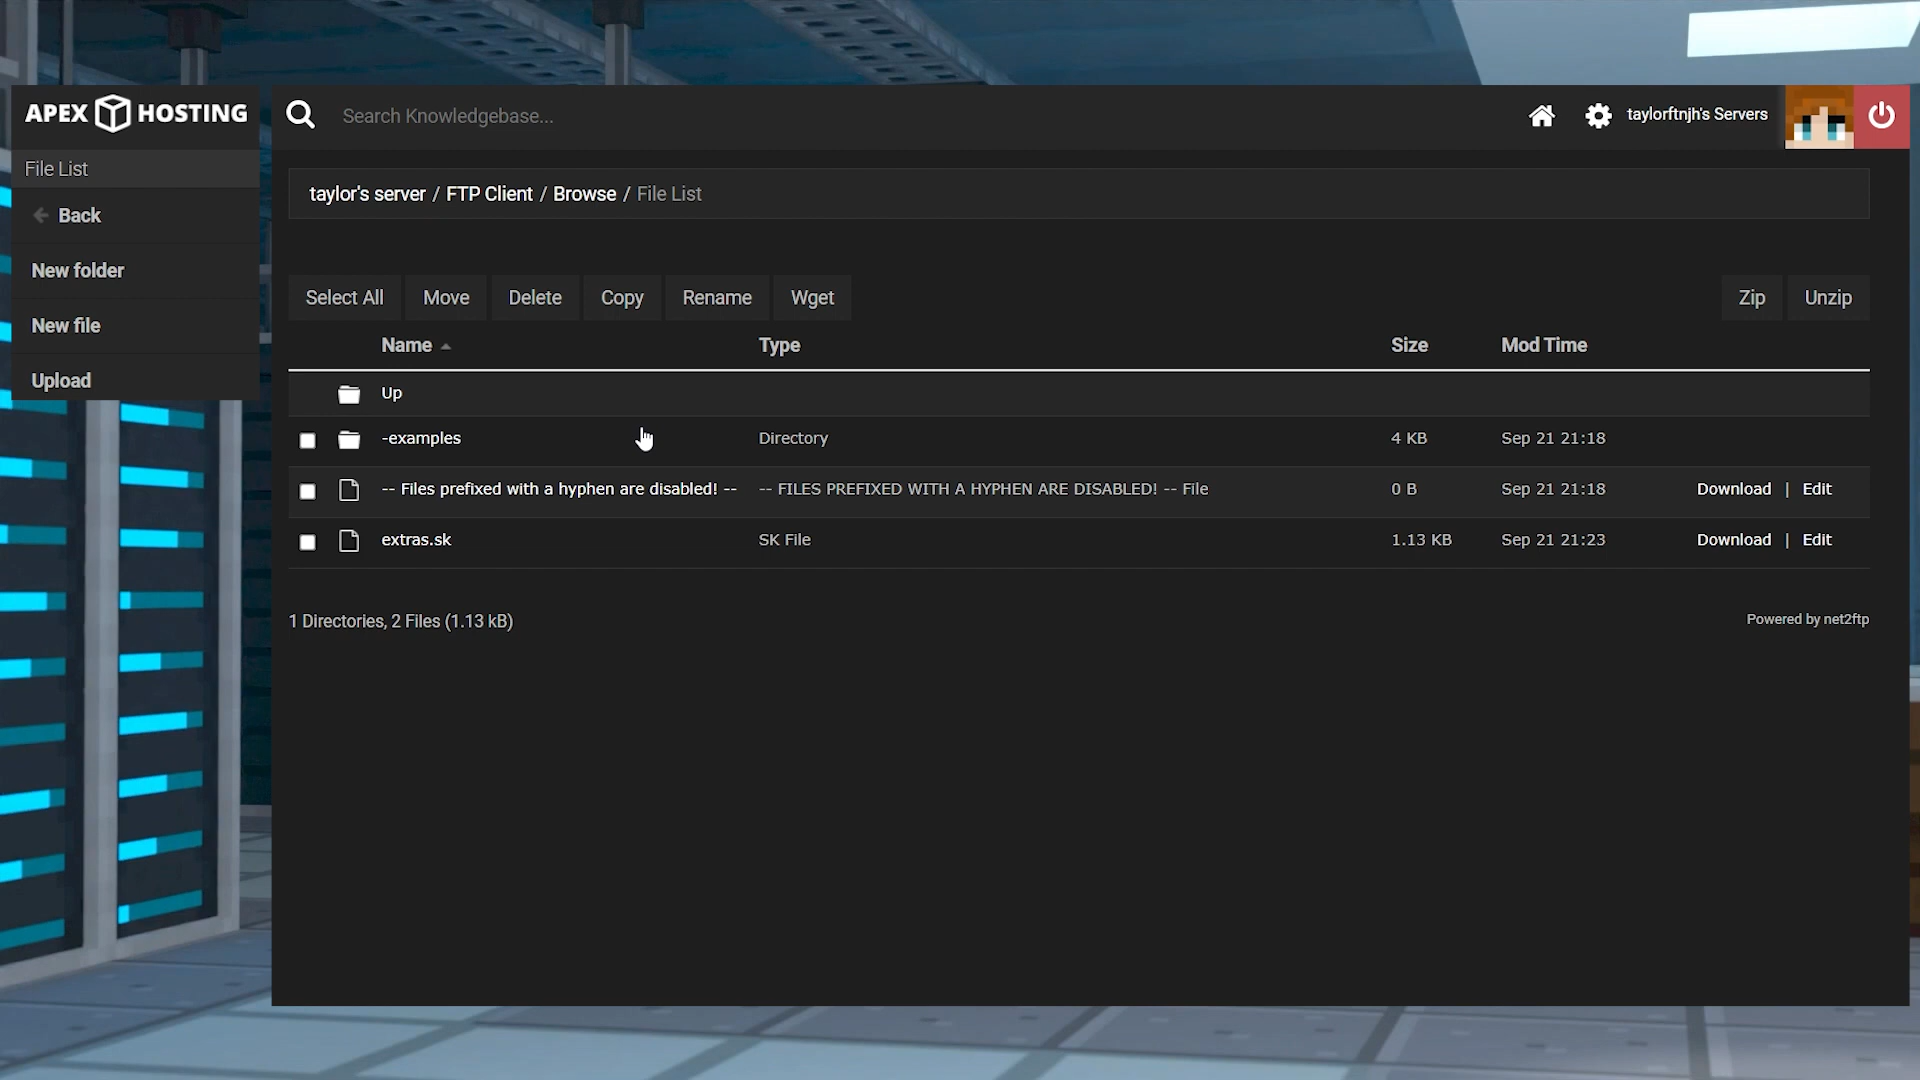 APEX HOSTING
Search Knowledgebase...
taylorftnjh's Servers
File List
Back
New folder
New file
Upload
taylor's server / FTP Client / Browse / File List
Select All Move Delete Copy Rename Wget Zip Unzip
Name Type Size Mod Time
Up
-examples Directory 4 KB Sep 21 21:18
-- Files prefixed with a hyphen are disabled! -- -- FILES PREFIXED WITH A HYPHEN ARE DISABLED! -- File 0 B Sep 21 21:18 Download | Edit
extras.sk SK File 1.13 KB Sep 21 21:23 Download | Edit
1 Directories, 2 Files (1.13 kB) Powered by net2ftp